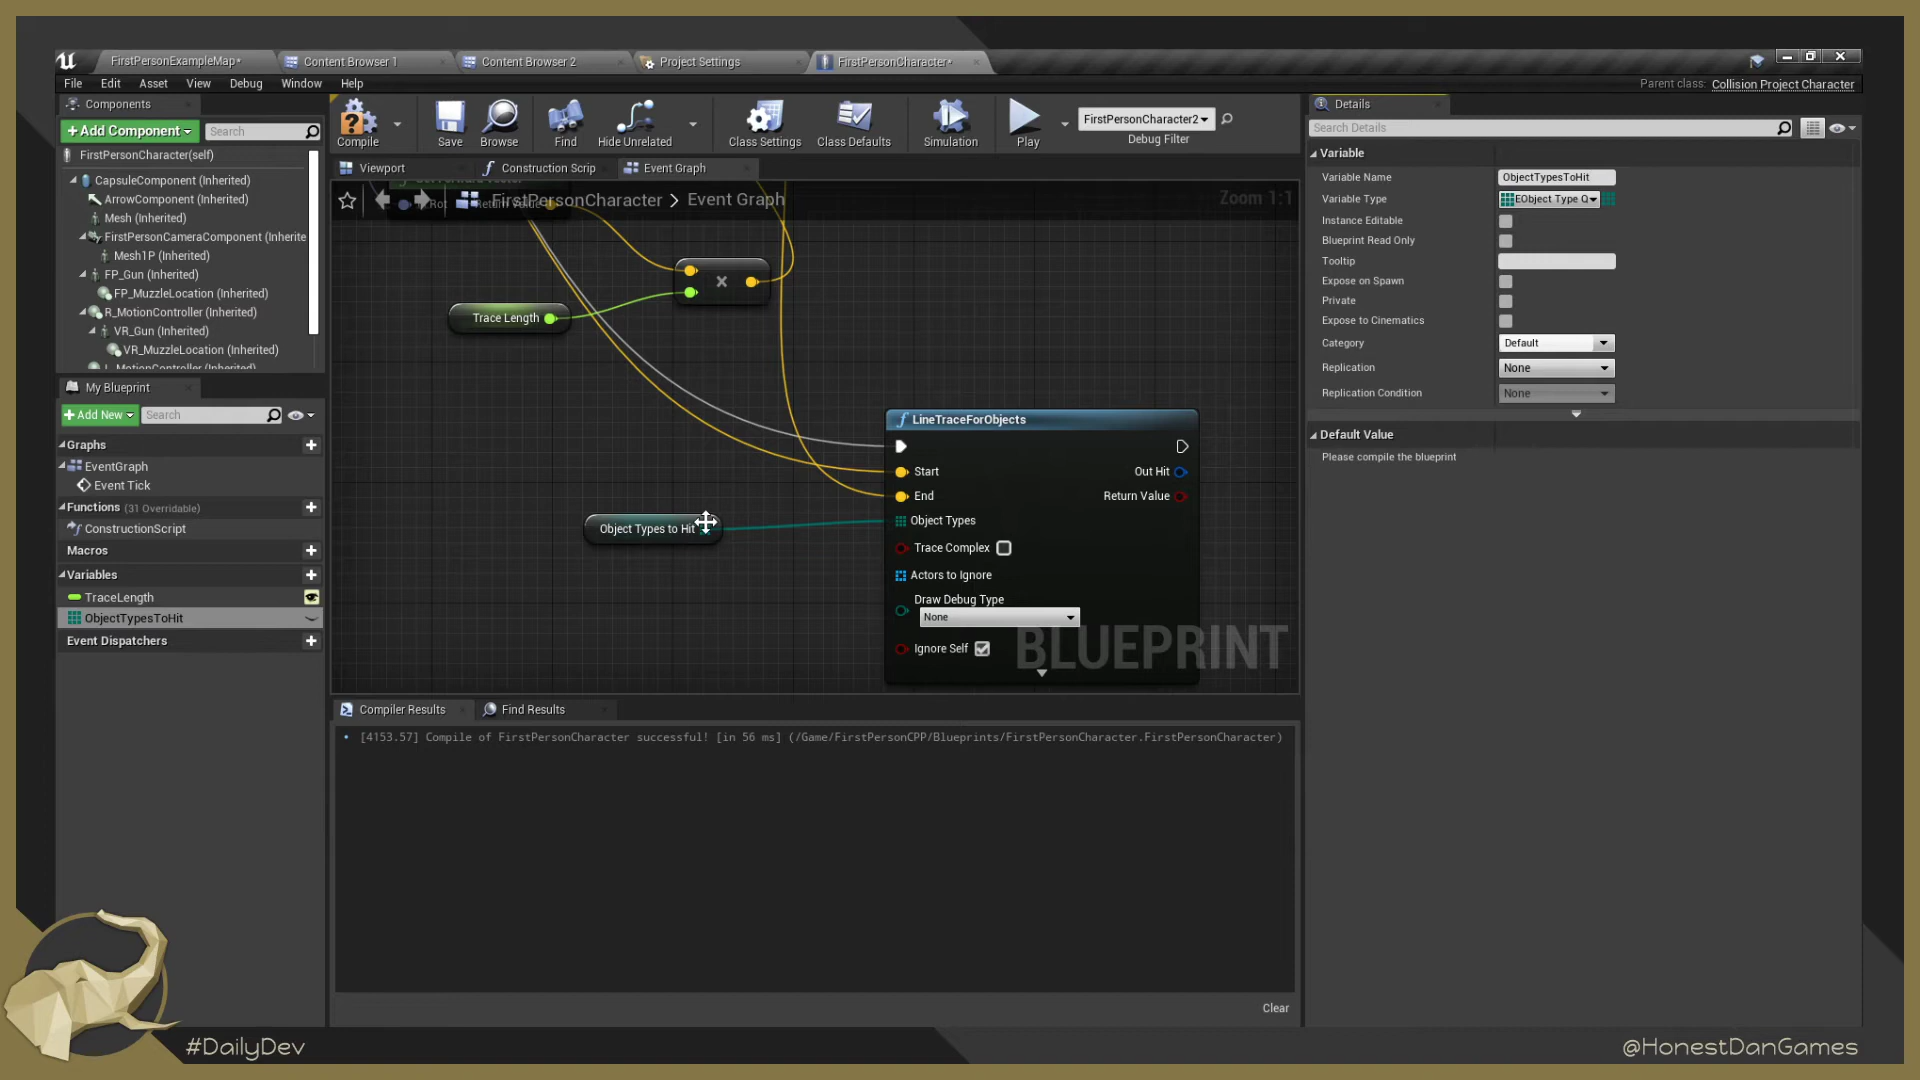 FirstPersonExampleMap*
Content Browser 1
Content Browser 2
Project Settings
FirstPersonCharacter*
File
Edit
Asset
View
Debug
Window
Help
Parent class: Collision Project Character
Components
Add Component
Search
FirstPersonCharacter(self)
CapsuleComponent (Inherited)
ArrowComponent (Inherited)
Mesh (Inherited)
FirstPersonCameraComponent (Inherite
Mesh1P (Inherited)
FP_Gun (Inherited)
FP_MuzzleLocation (Inherited)
R_MotionController (Inherited)
VR_Gun (Inherited)
VR_MuzzleLocation (Inherited)
L_MotionController (Inherited)
My Blueprint
Add New
Search
Graphs
EventGraph
Event Tick
Functions (31 Overridable)
ConstructionScript
Macros
Variables
TraceLength
ObjectTypesToHit
Event Dispatchers
Compile
Save
Browse
Find
Hide Unrelated
Class Settings
Class Defaults
Simulation
Play
FirstPersonCharacter2
Debug Filter
Viewport
Construction Scrip
Event Graph
FirstPersonCharacter > Event Graph
Zoom 1:1
Trace Length
×
LineTraceForObjects
Start
Out Hit
End
Return Value
Object Types to Hit
Object Types
Trace Complex
Actors to Ignore
Draw Debug Type
None
Ignore Self
BLUEPRINT
Compiler Results
Find Results
[4153.57] Compile of FirstPersonCharacter successful! [in 56 ms] (/Game/FirstPersonCPP/Blueprints/FirstPersonCharacter.FirstPersonCharacter)
Clear
Details
Search Details
Variable
Variable Name
ObjectTypesToHit
Variable Type
EObject Type Q
Instance Editable
Blueprint Read Only
Tooltip
Expose on Spawn
Private
Expose to Cinematics
Category
Default
Replication
None
Replication Condition
None
Default Value
Please compile the blueprint
#DailyDev
@HonestDanGames